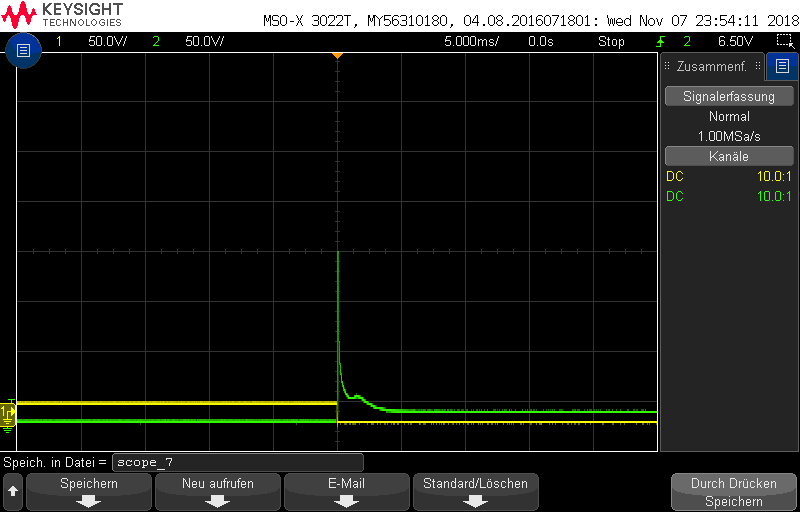 KEYSIGHT
TECHNOLOGIES
MSO-X 3022T, MY56310180, 04.08.2016071801: Wed Nov 07 23:54:11 2018
1 50.0V/ 2 50.0V/ 5.000ms/ 0.0s Stop 2 6.50V
Zusammenf.
Signalerfassung
Normal
1.00MSa/s
Kanäle
DC 10.0:1
DC 10.0:1
T
1
Speich. in Datei = scope_7
Speichern
Neu aufrufen
E-Mail
Standard/Löschen
Durch Drücken
Speichern